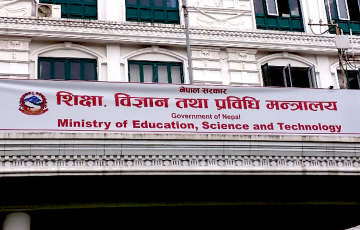 नेपाल सरकार
शिक्षा, विज्ञान तथा प्रविधि मन्त्रालय
Government of Nepal
Ministry of Education, Science and Technology